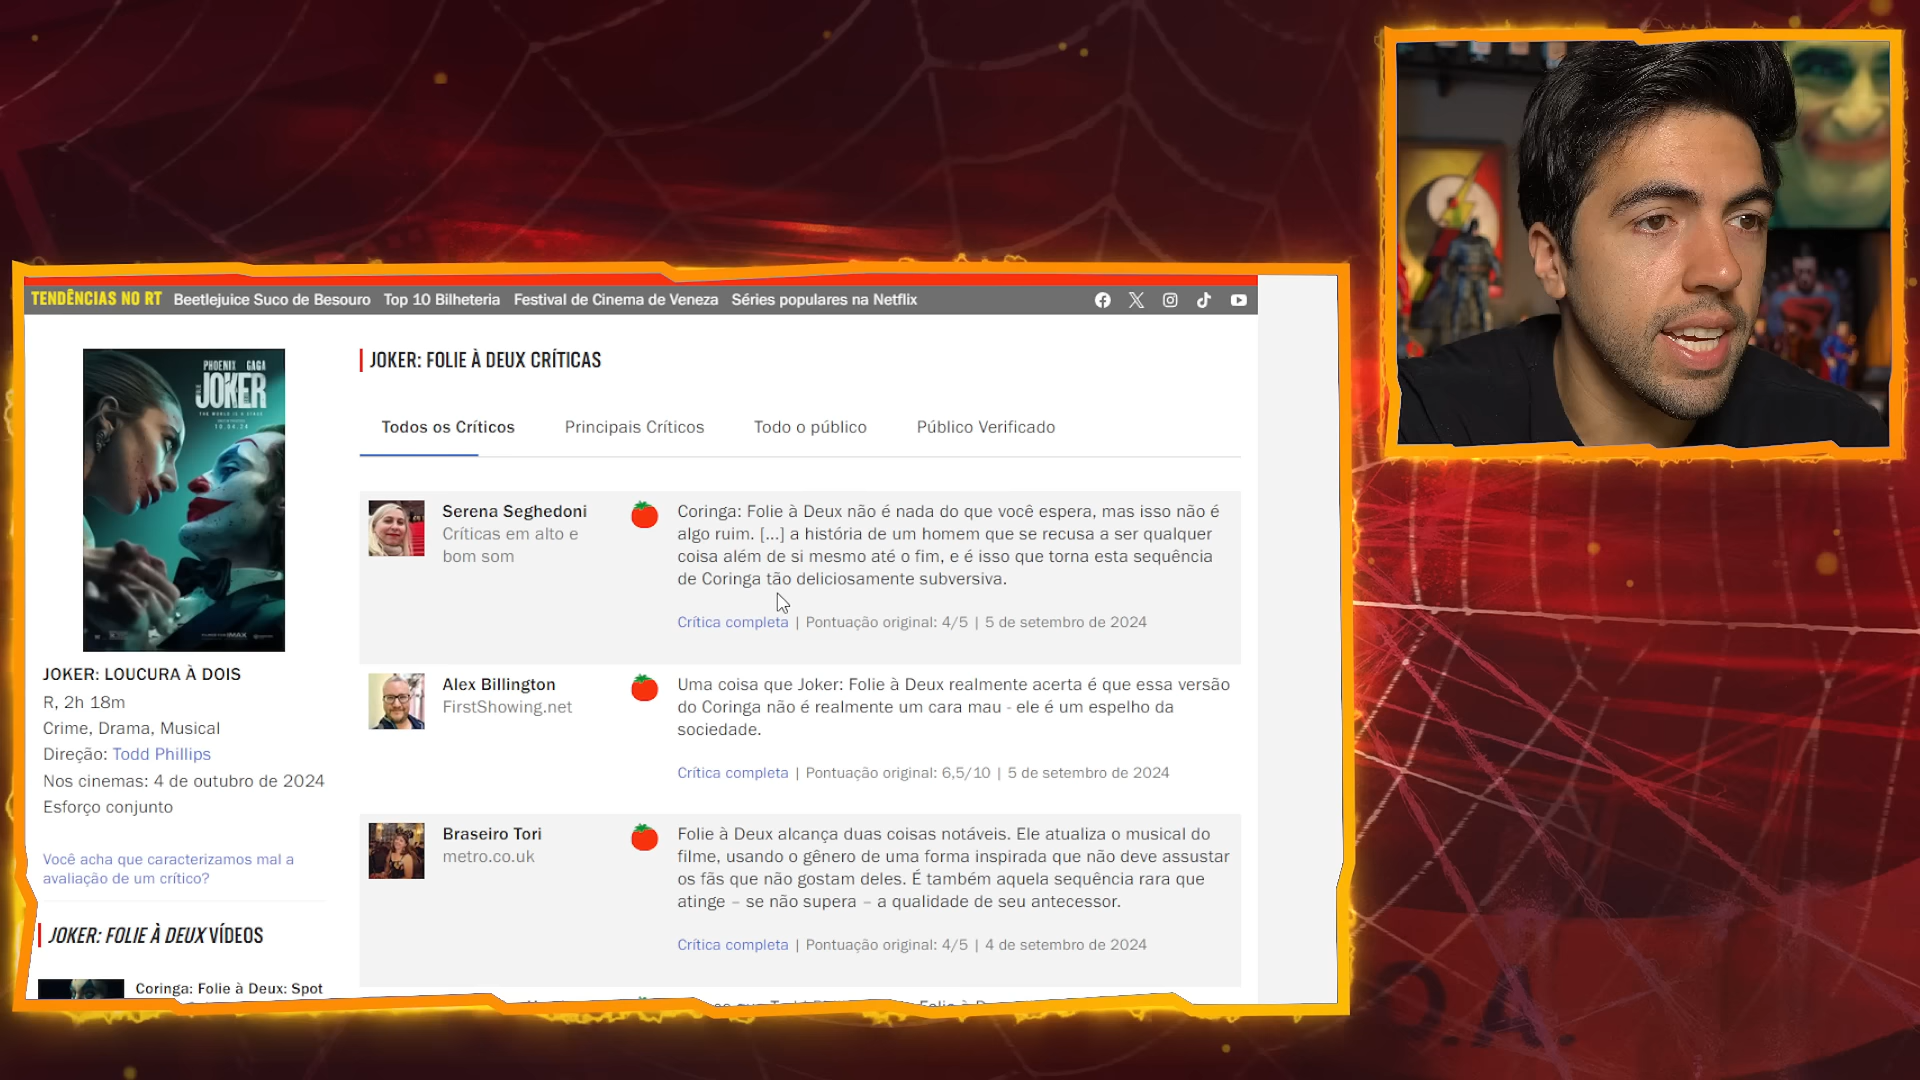 TENDÊNCIAS NO RT Beetlejuice Suco de Besouro Top 10 Bilheteria Festival de Cinema de Veneza Séries populares na Netflix
PHOENIX GAGA
JOKER
THE WORLD IS A STAGE
10.04.24
IMAX
JOKER: LOUCURA À DOIS
R, 2h 18m
Crime, Drama, Musical
Direção: Todd Phillips
Nos cinemas: 4 de outubro de 2024
Esforço conjunto
Você acha que caracterizamos mal a
avaliação de um crítico?
JOKER: FOLIE À DEUX VÍDEOS
Coringa: Folie à Deux: Spot
JOKER: FOLIE À DEUX CRÍTICAS
Todos os Críticos Principais Críticos Todo o público Público Verificado
Serena Seghedoni
Críticas em alto e
bom som
Coringa: Folie à Deux não é nada do que você espera, mas isso não é
algo ruim. [...] a história de um homem que se recusa a ser qualquer
coisa além de si mesmo até o fim, e é isso que torna esta sequência
de Coringa tão deliciosamente subversiva.
Crítica completa | Pontuação original: 4/5 | 5 de setembro de 2024
Alex Billington
FirstShowing.net
Uma coisa que Joker: Folie à Deux realmente acerta é que essa versão
do Coringa não é realmente um cara mau - ele é um espelho da
sociedade.
Crítica completa | Pontuação original: 6,5/10 | 5 de setembro de 2024
Braseiro Tori
metro.co.uk
Folie à Deux alcança duas coisas notáveis. Ele atualiza o musical do
filme, usando o gênero de uma forma inspirada que não deve assustar
os fãs que não gostam deles. É também aquela sequência rara que
atinge – se não supera – a qualidade de seu antecessor.
Crítica completa | Pontuação original: 4/5 | 4 de setembro de 2024